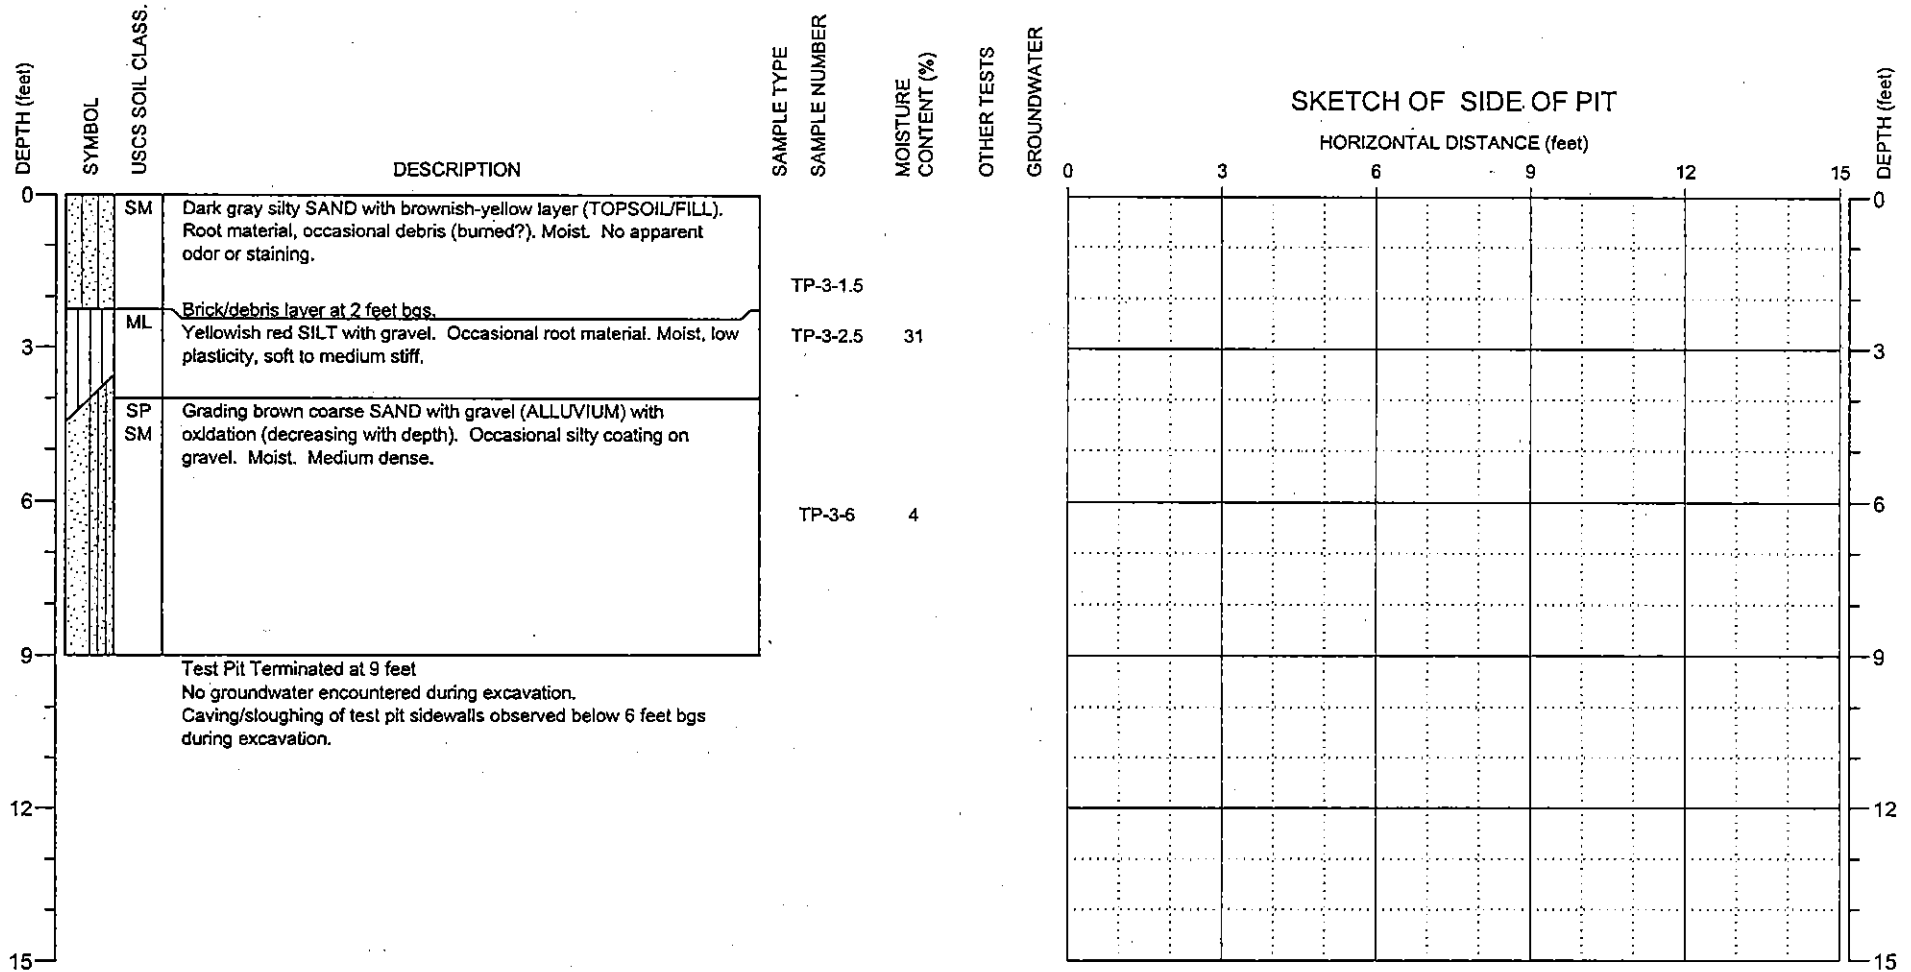 DEPTH (feet)
SYMBOL
USCS SOIL CLASS.
DESCRIPTION
SAMPLE TYPE
SAMPLE NUMBER
MOISTURE
CONTENT (%)
OTHER TESTS
GROUNDWATER
0
3
6
9
12
15
SM
Dark gray silty SAND with brownish-yellow layer (TOPSOIL/FILL).
Root material, occasional debris (burned?). Moist. No apparent
odor or staining.
TP-3-1.5
Brick/debris layer at 2 feet bgs.
ML
Yellowish red SILT with gravel. Occasional root material. Moist, low
plasticity, soft to medium stiff.
TP-3-2.5 31
SP
SM
Grading brown coarse SAND with gravel (ALLUVIUM) with
oxidation (decreasing with depth). Occasional silty coating on
gravel. Moist. Medium dense.
TP-3-6 4
Test Pit Terminated at 9 feet
No groundwater encountered during excavation.
Caving/sloughing of test pit sidewalls observed below 6 feet bgs
during excavation.
SKETCH OF SIDE OF PIT
HORIZONTAL DISTANCE (feet)
0 3 6 9 12 15
DEPTH (feet)
0
3
6
9
12
15